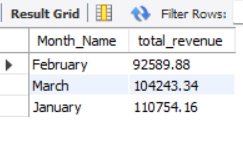 Result Grid Filter Rows:
Month_Name total_revenue
February 92589.88
March 104243.34
January 110754.16